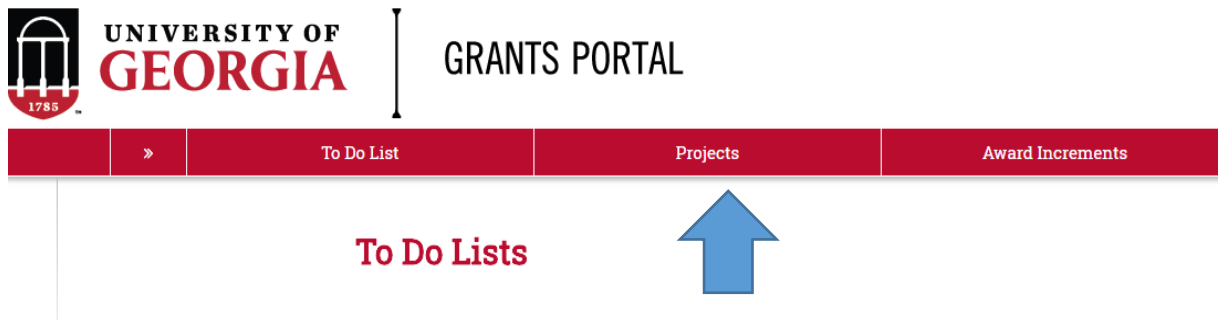 UNIVERSITY OF
GEORGIA
1785
GRANTS PORTAL
» To Do List Projects Award Increments
To Do Lists